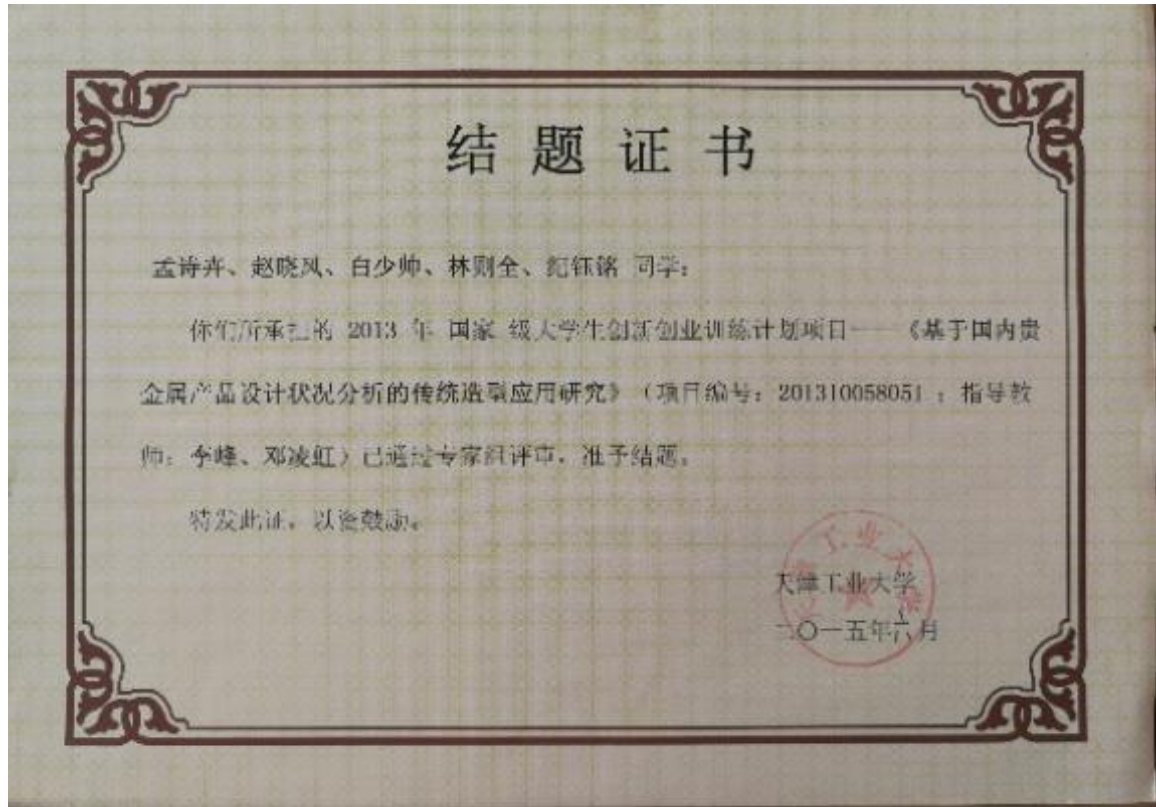 结题证书
孟诗卉、赵晓风、白少帅、林则全、纪钰铭 同学：
你们所承担的 2013 年 国家 级大学生创新创业训练计划项目——《基于国内贵
金属产品设计状况分析的传统造型应用研究》（项目编号：201310058051 ；指导教
师：李峰、邓凌虹）已通过专家组评审，准予结题。
特发此证，以资鼓励。
天津工业大学
二〇一五年六月